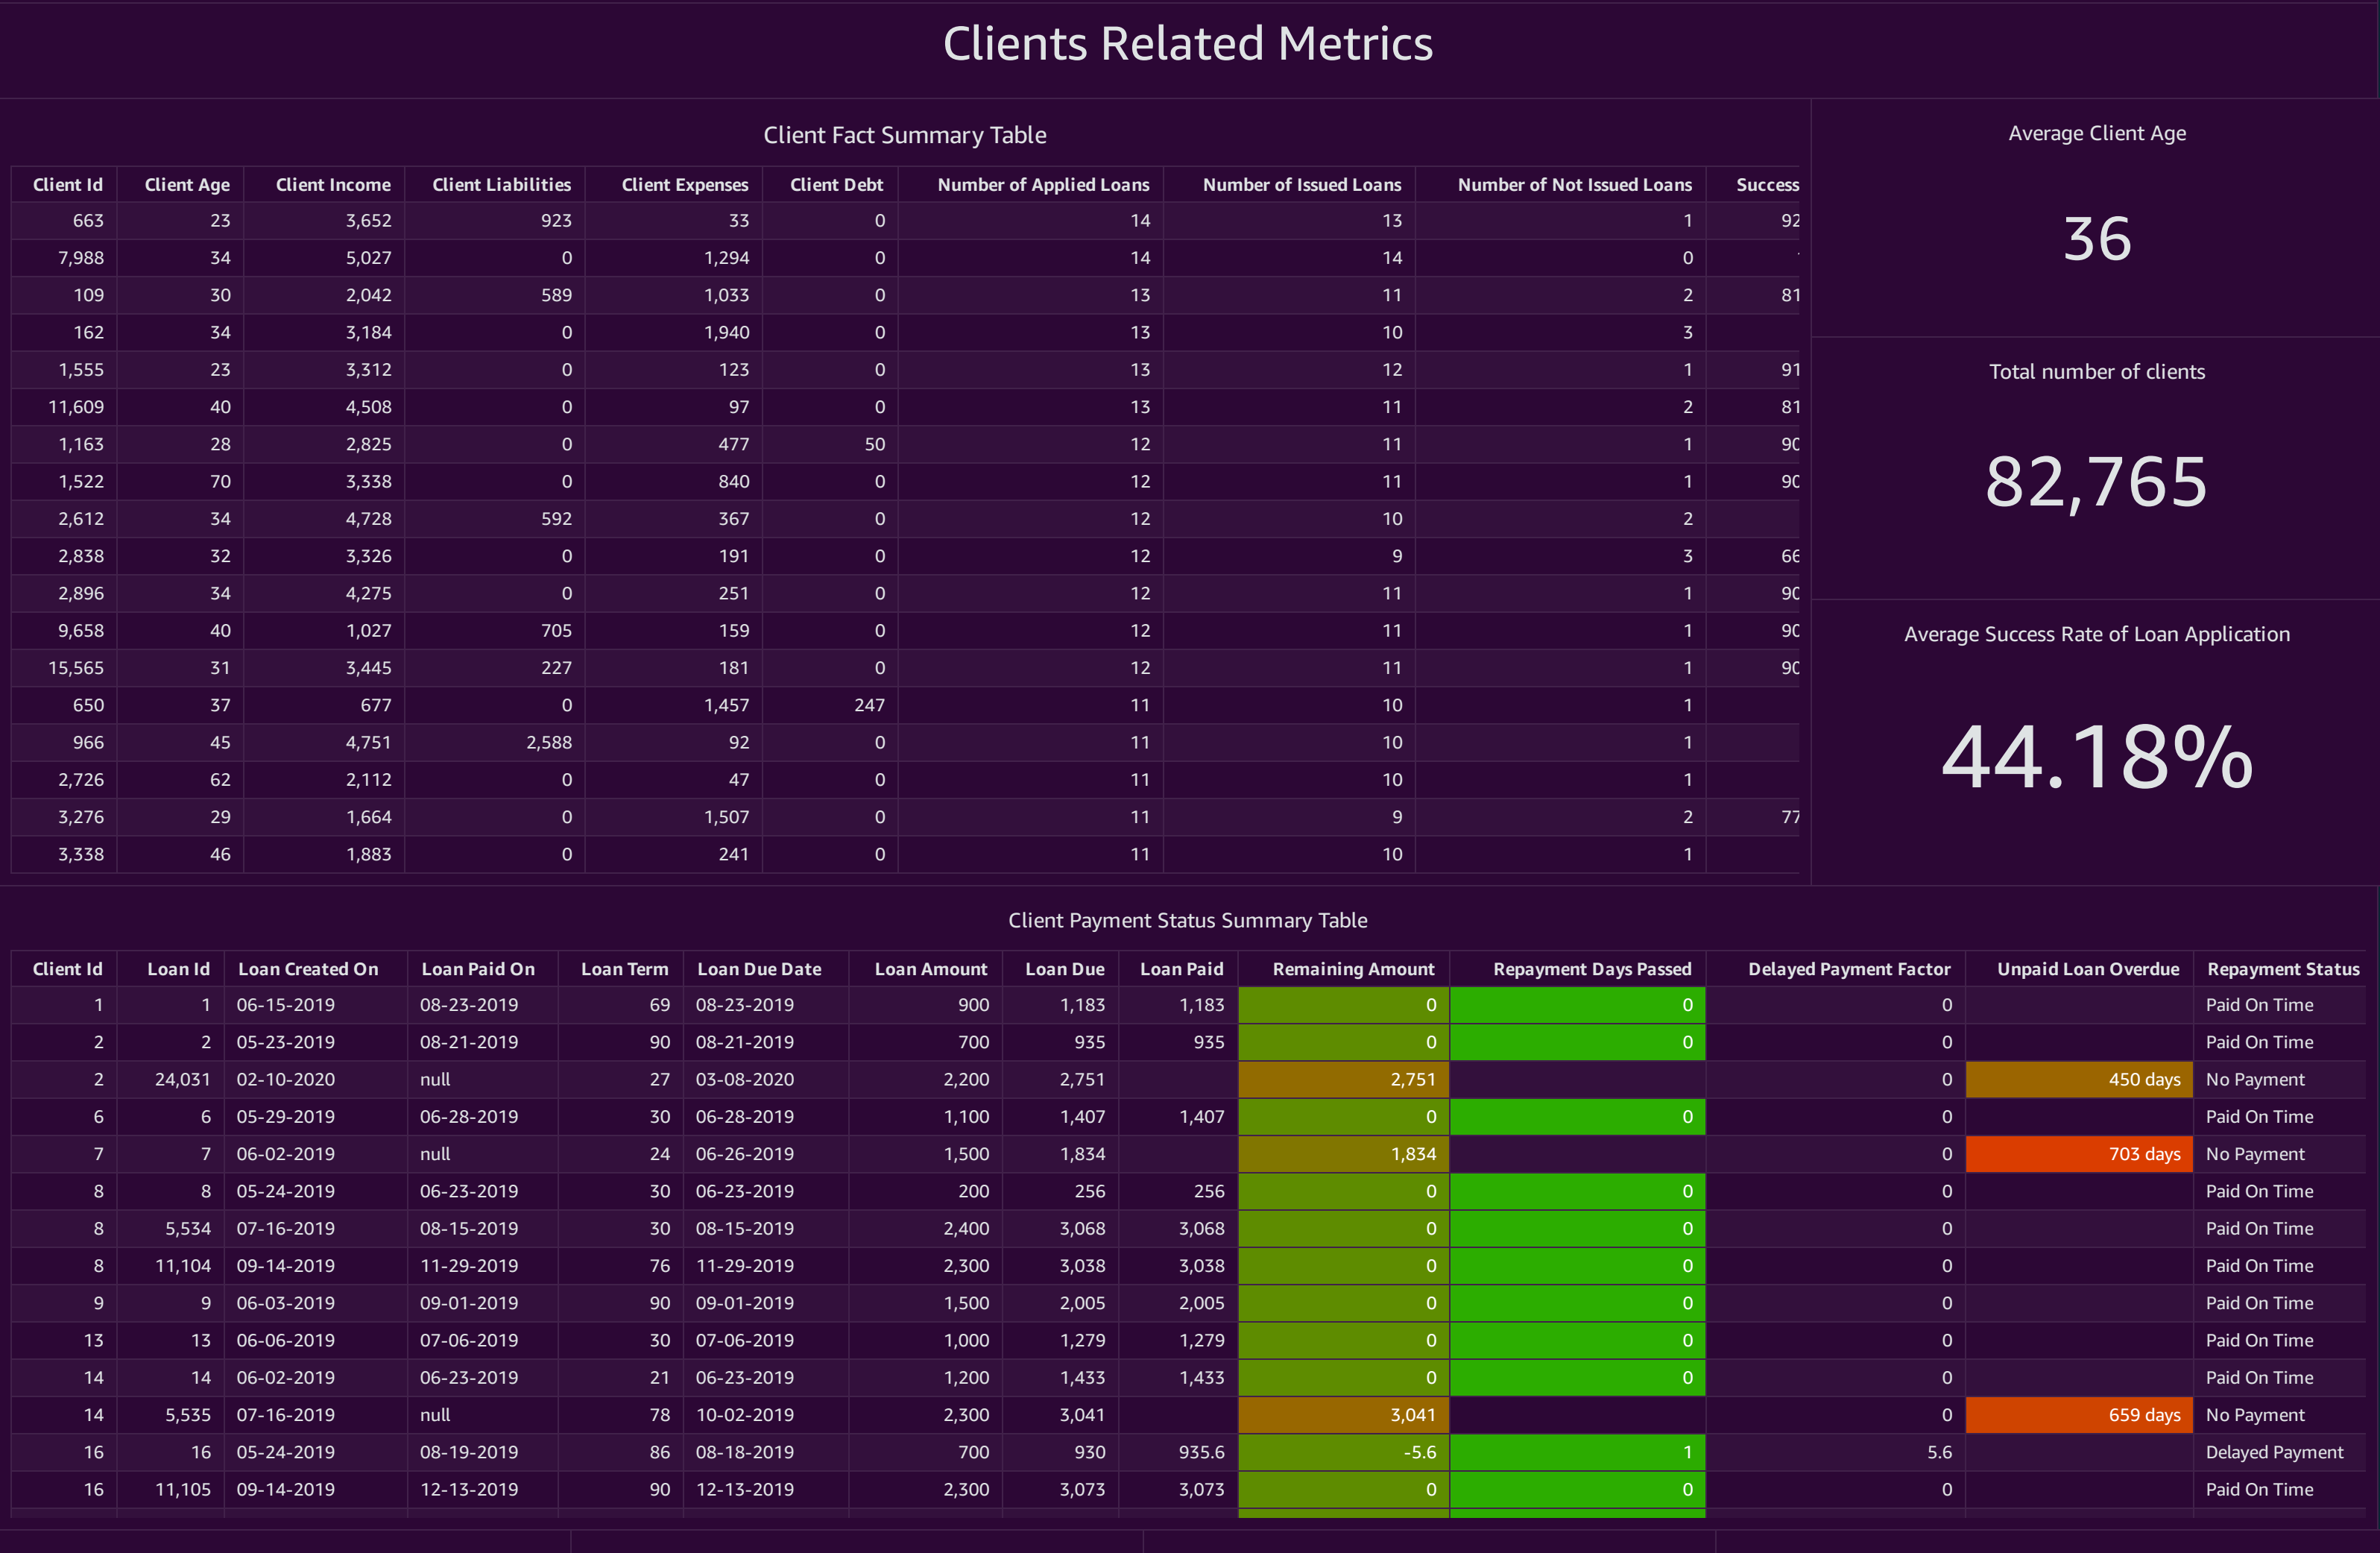 Clients Related Metrics
Client Fact Summary Table
Client Id Client Age Client Income Client Liabilities Client Expenses Client Debt Number of Applied Loans Number of Issued Loans Number of Not Issued Loans Success
663 23 3,652 923 33 0 14 13 1 92
7,988 34 5,027 0 1,294 0 14 14 0
109 30 2,042 589 1,033 0 13 11 2 81
162 34 3,184 0 1,940 0 13 10 3
1,555 23 3,312 0 123 0 13 12 1 91
11,609 40 4,508 0 97 0 13 11 2 81
1,163 28 2,825 0 477 50 12 11 1 90
1,522 70 3,338 0 840 0 12 11 1 90
2,612 34 4,728 592 367 0 12 10 2
2,838 32 3,326 0 191 0 12 9 3 66
2,896 34 4,275 0 251 0 12 11 1 90
9,658 40 1,027 705 159 0 12 11 1 90
15,565 31 3,445 227 181 0 12 11 1 90
650 37 677 0 1,457 247 11 10 1
966 45 4,751 2,588 92 0 11 10 1
2,726 62 2,112 0 47 0 11 10 1
3,276 29 1,664 0 1,507 0 11 9 2 77
3,338 46 1,883 0 241 0 11 10 1
Average Client Age
36
Total number of clients
82,765
Average Success Rate of Loan Application
44.18%
Client Payment Status Summary Table
Client Id Loan Id Loan Created On Loan Paid On Loan Term Loan Due Date Loan Amount Loan Due Loan Paid Remaining Amount Repayment Days Passed Delayed Payment Factor Unpaid Loan Overdue Repayment Status
1 1 06-15-2019 08-23-2019 69 08-23-2019 900 1,183 1,183 0 0 0 Paid On Time
2 2 05-23-2019 08-21-2019 90 08-21-2019 700 935 935 0 0 0 Paid On Time
2 24,031 02-10-2020 null 27 03-08-2020 2,200 2,751 2,751 0 450 days No Payment
6 6 05-29-2019 06-28-2019 30 06-28-2019 1,100 1,407 1,407 0 0 0 Paid On Time
7 7 06-02-2019 null 24 06-26-2019 1,500 1,834 1,834 0 703 days No Payment
8 8 05-24-2019 06-23-2019 30 06-23-2019 200 256 256 0 0 0 Paid On Time
8 5,534 07-16-2019 08-15-2019 30 08-15-2019 2,400 3,068 3,068 0 0 0 Paid On Time
8 11,104 09-14-2019 11-29-2019 76 11-29-2019 2,300 3,038 3,038 0 0 0 Paid On Time
9 9 06-03-2019 09-01-2019 90 09-01-2019 1,500 2,005 2,005 0 0 0 Paid On Time
13 13 06-06-2019 07-06-2019 30 07-06-2019 1,000 1,279 1,279 0 0 0 Paid On Time
14 14 06-02-2019 06-23-2019 21 06-23-2019 1,200 1,433 1,433 0 0 0 Paid On Time
14 5,535 07-16-2019 null 78 10-02-2019 2,300 3,041 3,041 0 659 days No Payment
16 16 05-24-2019 08-19-2019 86 08-18-2019 700 930 935.6 -5.6 1 5.6 Delayed Payment
16 11,105 09-14-2019 12-13-2019 90 12-13-2019 2,300 3,073 3,073 0 0 0 Paid On Time